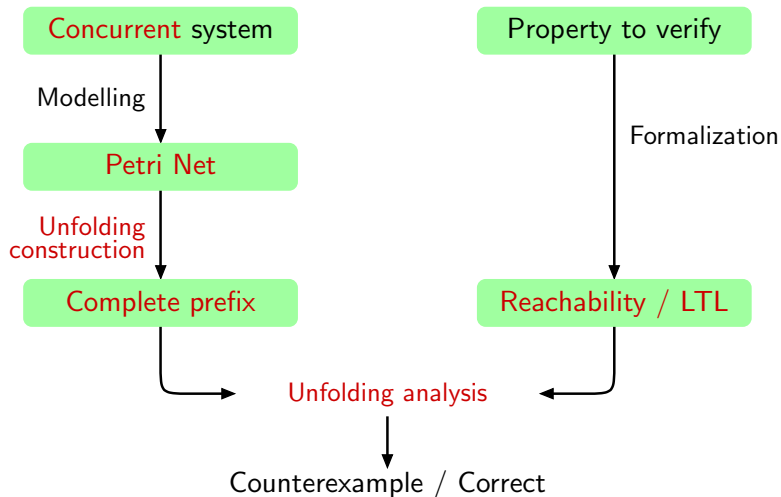 Concurrent system
Property to verify
Modelling
Formalization
Petri Net
Unfolding
construction
Complete prefix
Reachability / LTL
Unfolding analysis
Counterexample / Correct